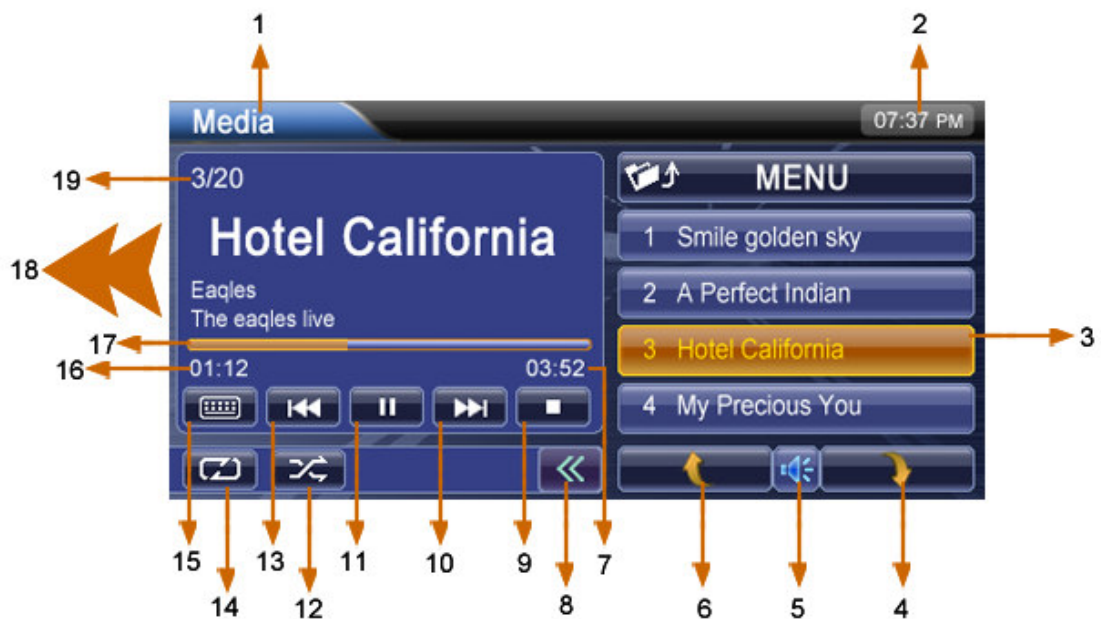 1
2
Media
07:37 PM
19
3/20
MENU
Hotel California
1 Smile golden sky
18
Eaqles
2 A Perfect Indian
The eaqles live
17
3 Hotel California
3
16
01:12
03:52
4 My Precious You
15
13
11
10
9
7
14
12
8
6
5
4